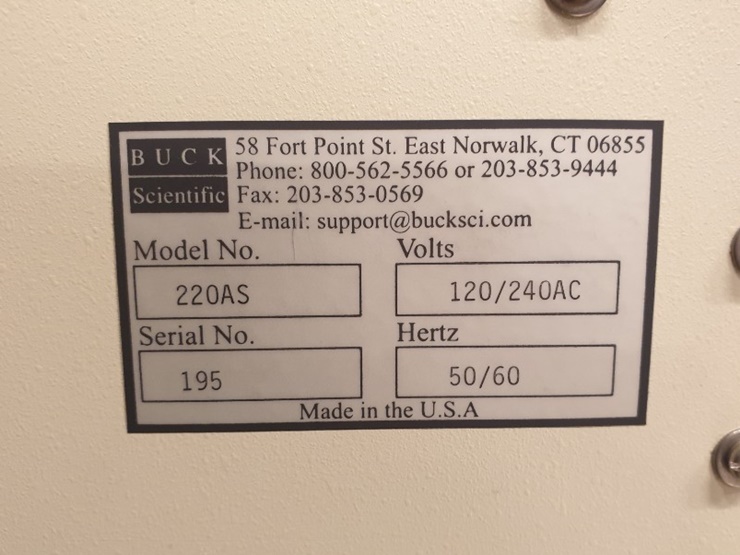 BUCK
Scientific
58 Fort Point St. East Norwalk, CT 06855
Phone: 800-562-5566 or 203-853-9444
Fax: 203-853-0569
E-mail: support@bucksci.com
Model No.
220AS
Volts
120/240AC
Serial No.
195
Hertz
50/60
Made in the U.S.A